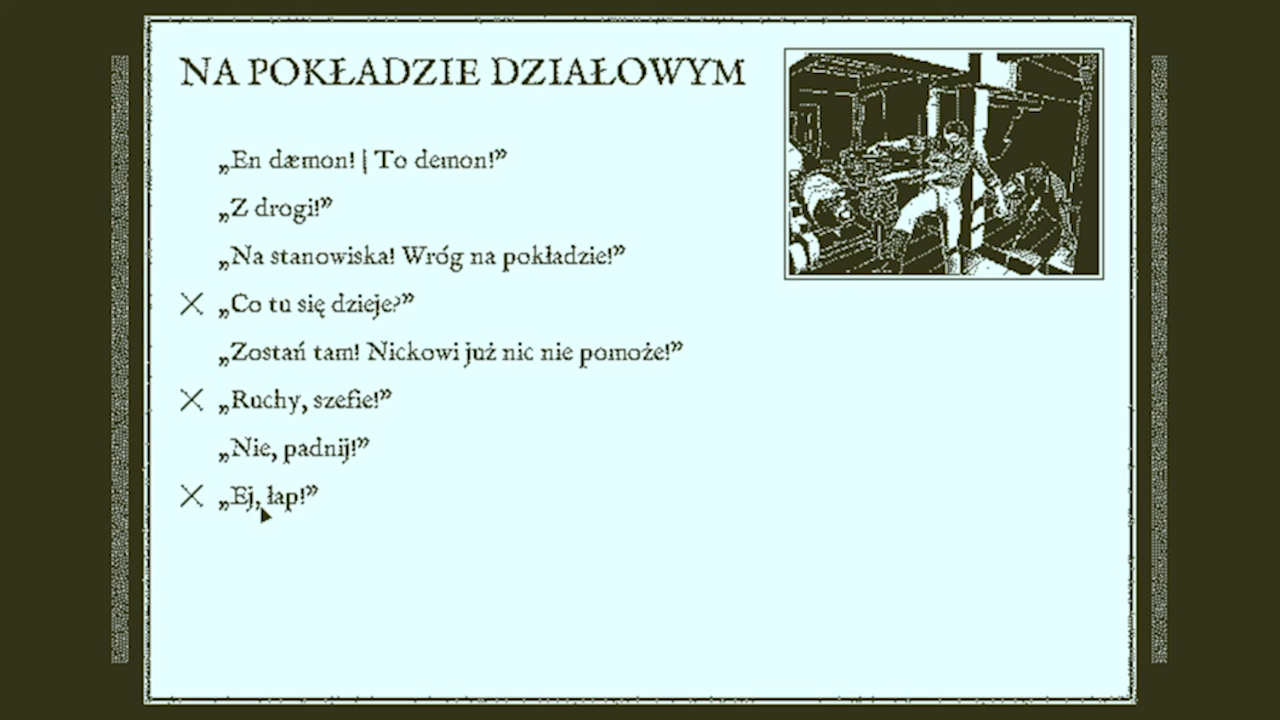 NA POKŁADZIE DZIAŁOWYM
„En dæmon! | To demon!”
„Z drogi!”
„Na stanowiska! Wróg na pokładzie!”
„Co tu się dzieje?”
„Zostań tam! Nickowi już nic nie pomoże!”
„Ruchy, szefie!”
„Nie, padnij!”
„Ej, łap!”